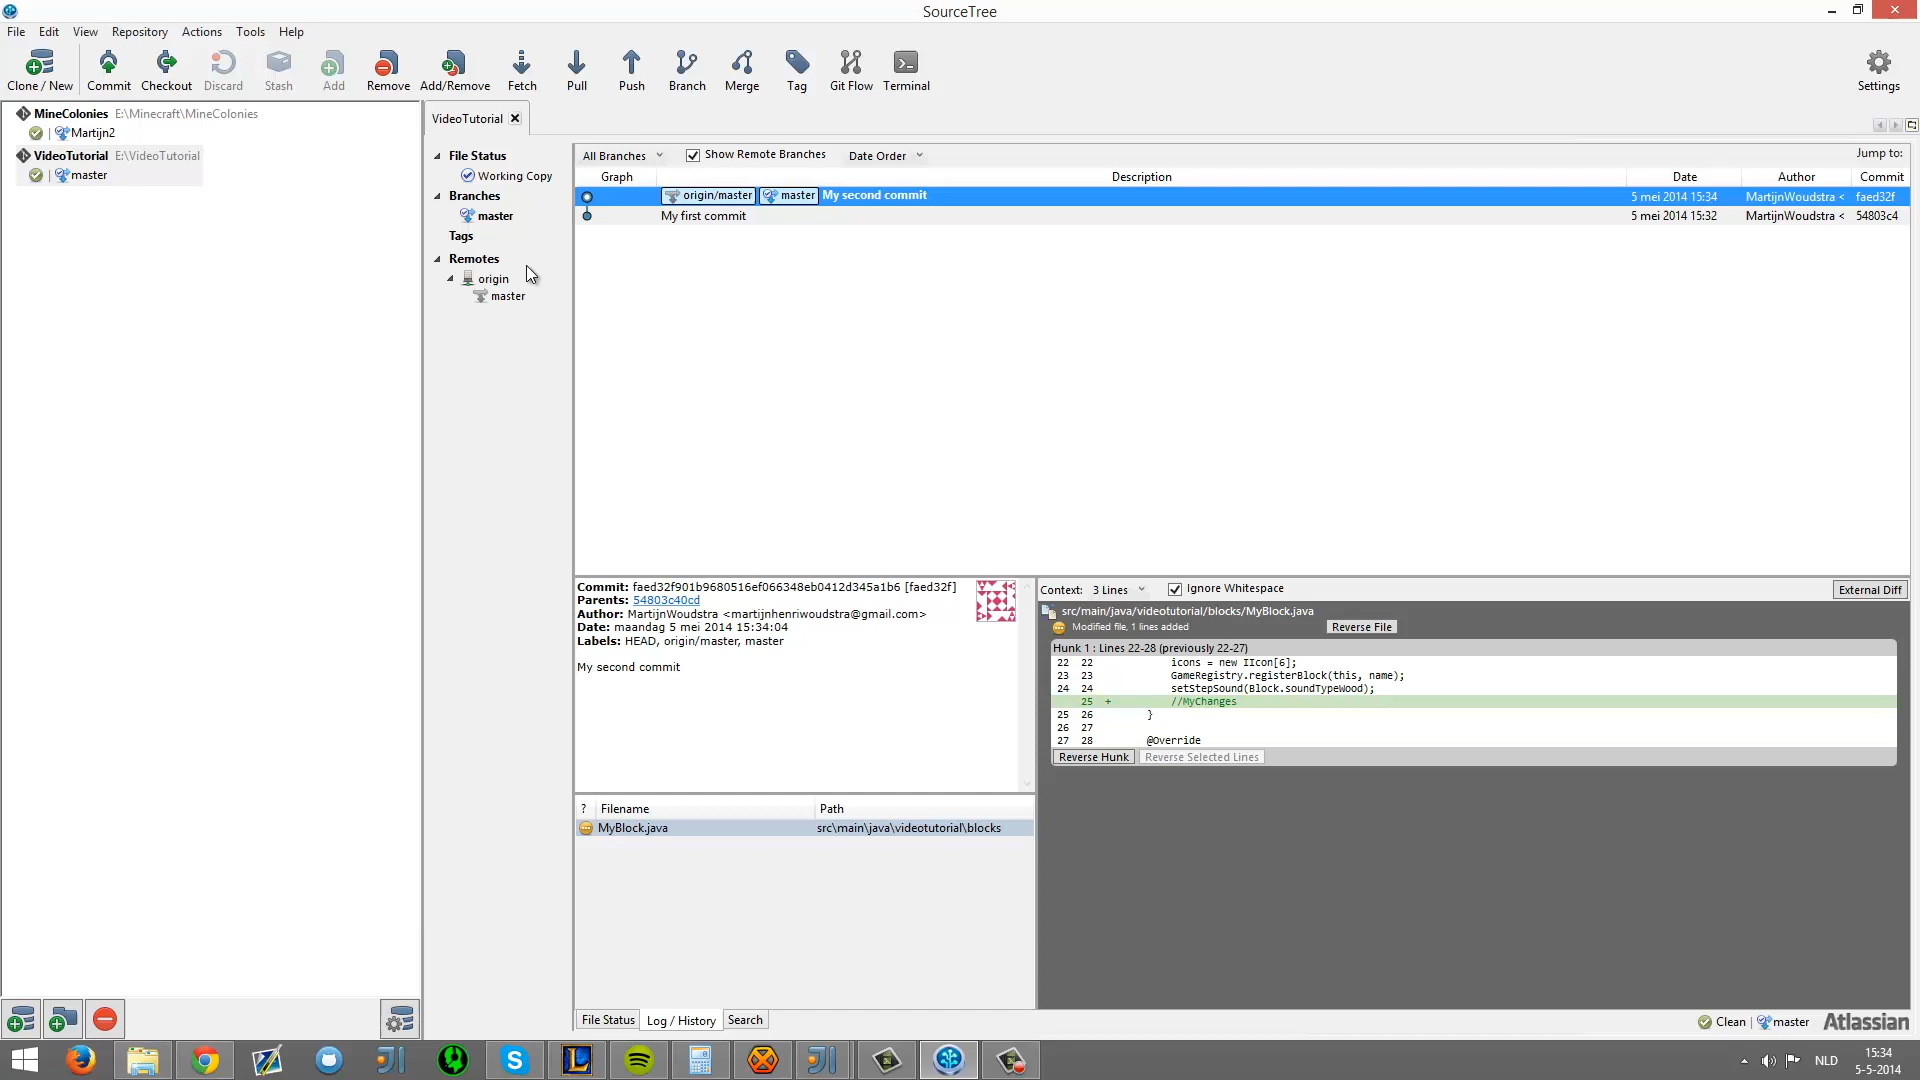 SourceTree
File Edit View Repository Actions Tools Help
Clone / New Commit Checkout Discard Stash Add Remove Add/Remove Fetch Pull Push Branch Merge Tag Git Flow Terminal Settings
MineColonies E:\Minecraft\MineColonies
Martijn2
VideoTutorial E:\VideoTutorial
master
VideoTutorial
File Status
Working Copy
Branches
master
Tags
Remotes
origin
master
All Branches Show Remote Branches Date Order Jump to:
Graph Description Date Author Commit
origin/master master My second commit 5 mei 2014 15:34 MartijnWoudstra < faed32f
My first commit 5 mei 2014 15:32 MartijnWoudstra < 54803c4
Commit: faed32f901b9680516ef066348eb0412d345a1b6 [faed32f]
Parents: 54803c40cd
Author: MartijnWoudstra <martijnhenriwoudstra@gmail.com>
Date: maandag 5 mei 2014 15:34:04
Labels: HEAD, origin/master, master
My second commit
? Filename Path
MyBlock.java src\main\java\videotutorial\blocks
Context: 3 Lines Ignore Whitespace External Diff
src/main/java/videotutorial/blocks/MyBlock.java
Modified file, 1 lines added Reverse File
Hunk 1 : Lines 22-28 (previously 22-27)
22 22 icons = new IIcon[6];
23 23 GameRegistry.registerBlock(this, name);
24 24 setStepSound(Block.soundTypeWood);
25 + //MyChanges
25 26 }
26 27
27 28 @Override
Reverse Hunk Reverse Selected Lines
File Status Log / History Search
Clean master Atlassian
NLD
15:34
5-5-2014